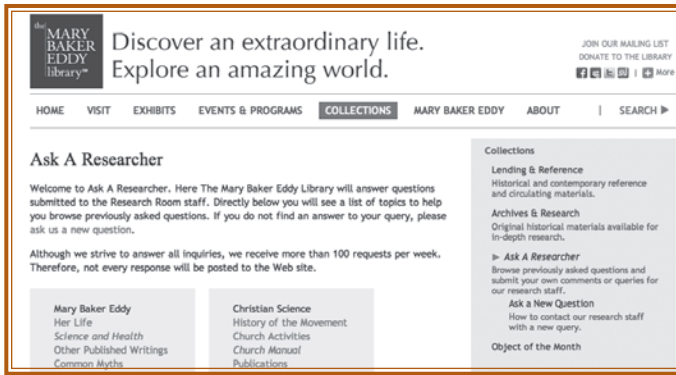 the
MARY
BAKER
EDDY
library™
Discover an extraordinary life.
Explore an amazing world.
JOIN OUR MAILING LIST
DONATE TO THE LIBRARY
| + More
HOME VISIT EXHIBITS EVENTS & PROGRAMS COLLECTIONS MARY BAKER EDDY ABOUT | SEARCH ▶
Ask A Researcher
Welcome to Ask A Researcher. Here The Mary Baker Eddy Library will answer questions
submitted to the Research Room staff. Directly below you will see a list of topics to help
you browse previously asked questions. If you do not find an answer to your query, please
ask us a new question.
Although we strive to answer all inquiries, we receive more than 100 requests per week.
Therefore, not every response will be posted to the Web site.
Mary Baker Eddy
Her Life
Science and Health
Other Published Writings
Common Myths
Christian Science
History of the Movement
Church Activities
Church Manual
Publications
Collections
Lending & Reference
Historical and contemporary reference
and circulating materials.
Archives & Research
Original historical materials available for
in-depth research.
▶ Ask A Researcher
Browse previously asked questions and
submit your own comments or queries for
our research staff.
Ask a New Question
How to contact our research staff
with a new query.
Object of the Month